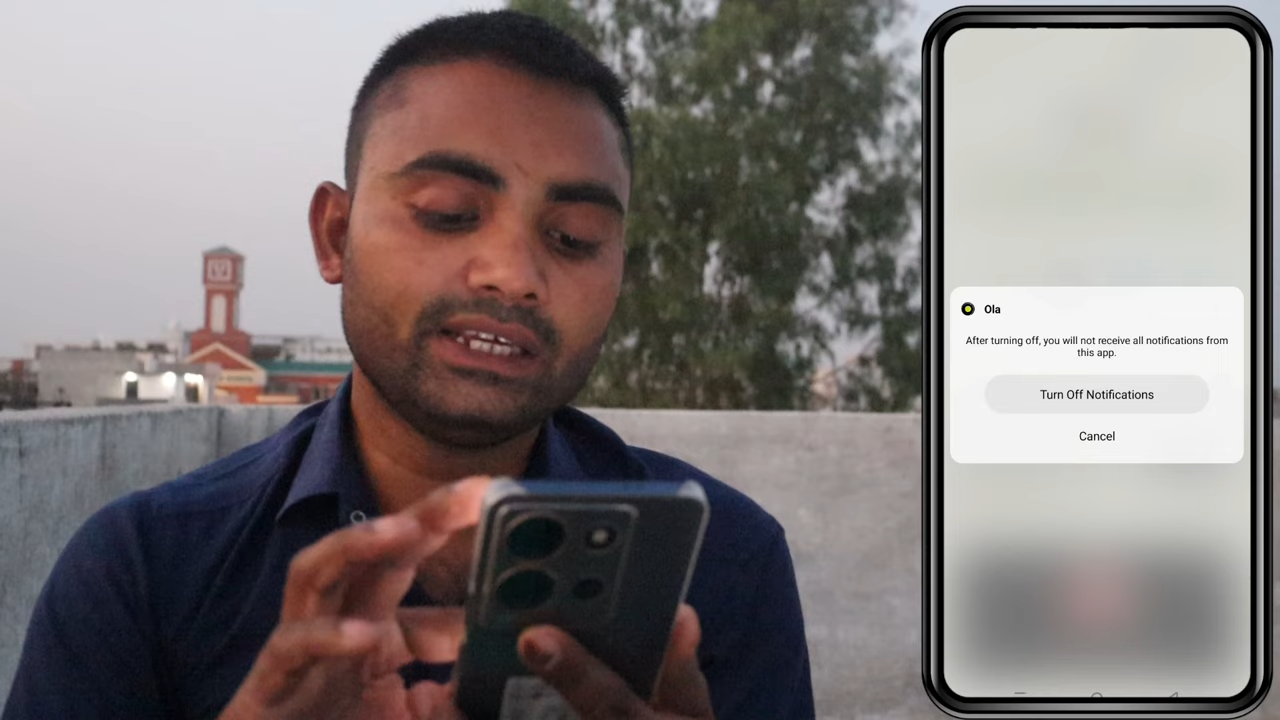 Ola
After turning off, you will not receive all notifications from
this app.
Turn Off Notifications
Cancel